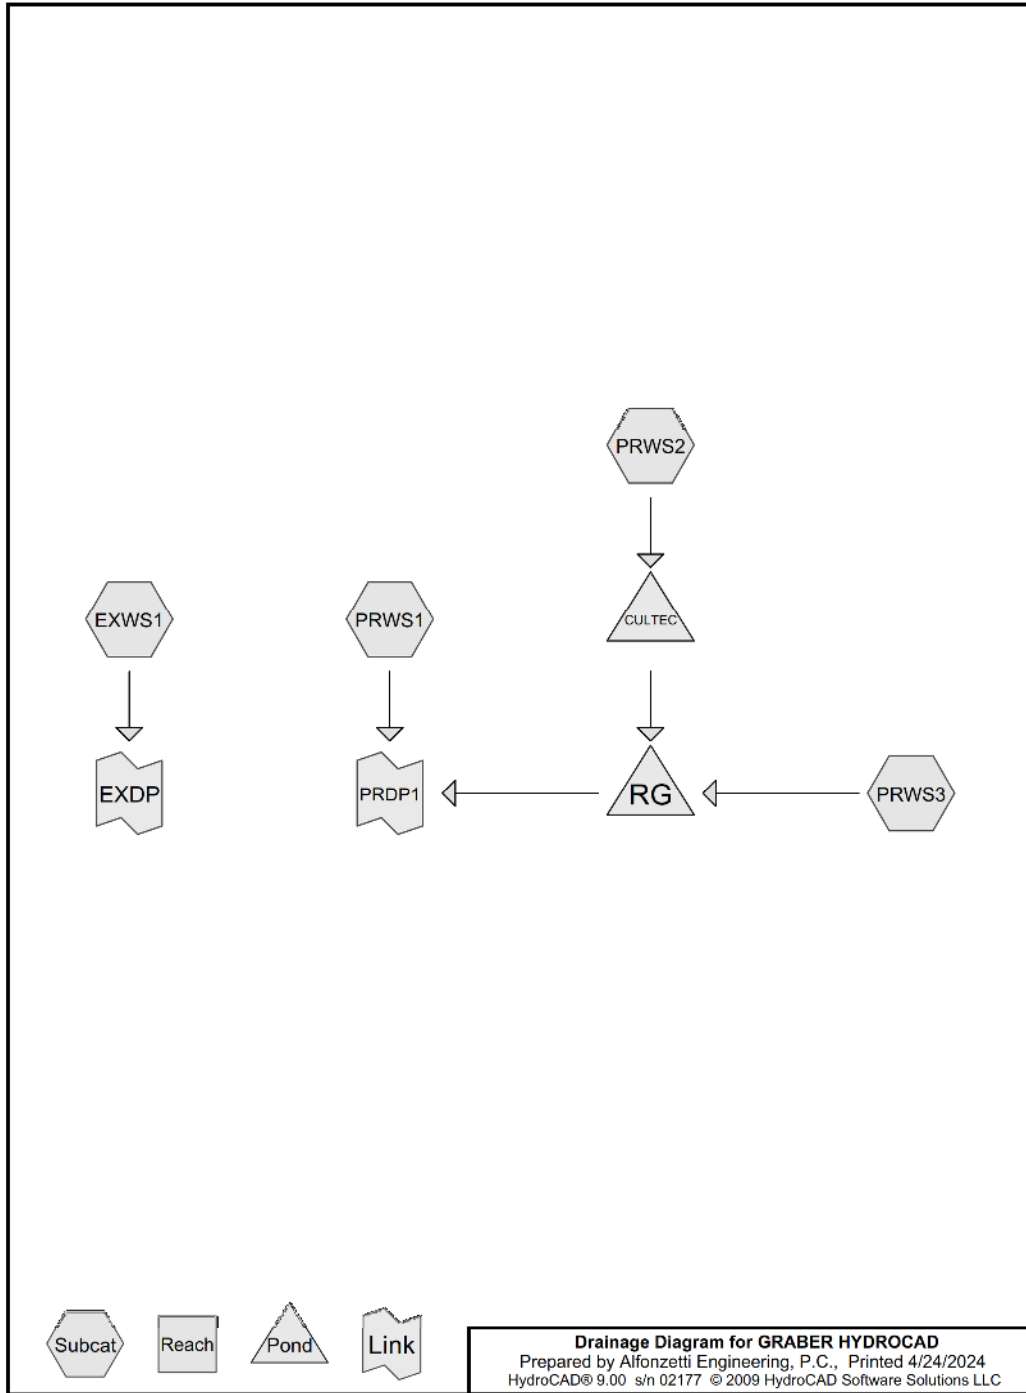 PRWS2
CULTEC
EXWS1
PRWS1
EXDP
PRDP1
RG
PRWS3
Subcat
Reach
Pond
Link
Drainage Diagram for GRABER HYDROCAD
Prepared by Alfonzetti Engineering, P.C., Printed 4/24/2024
HydroCAD® 9.00 s/n 02177 © 2009 HydroCAD Software Solutions LLC